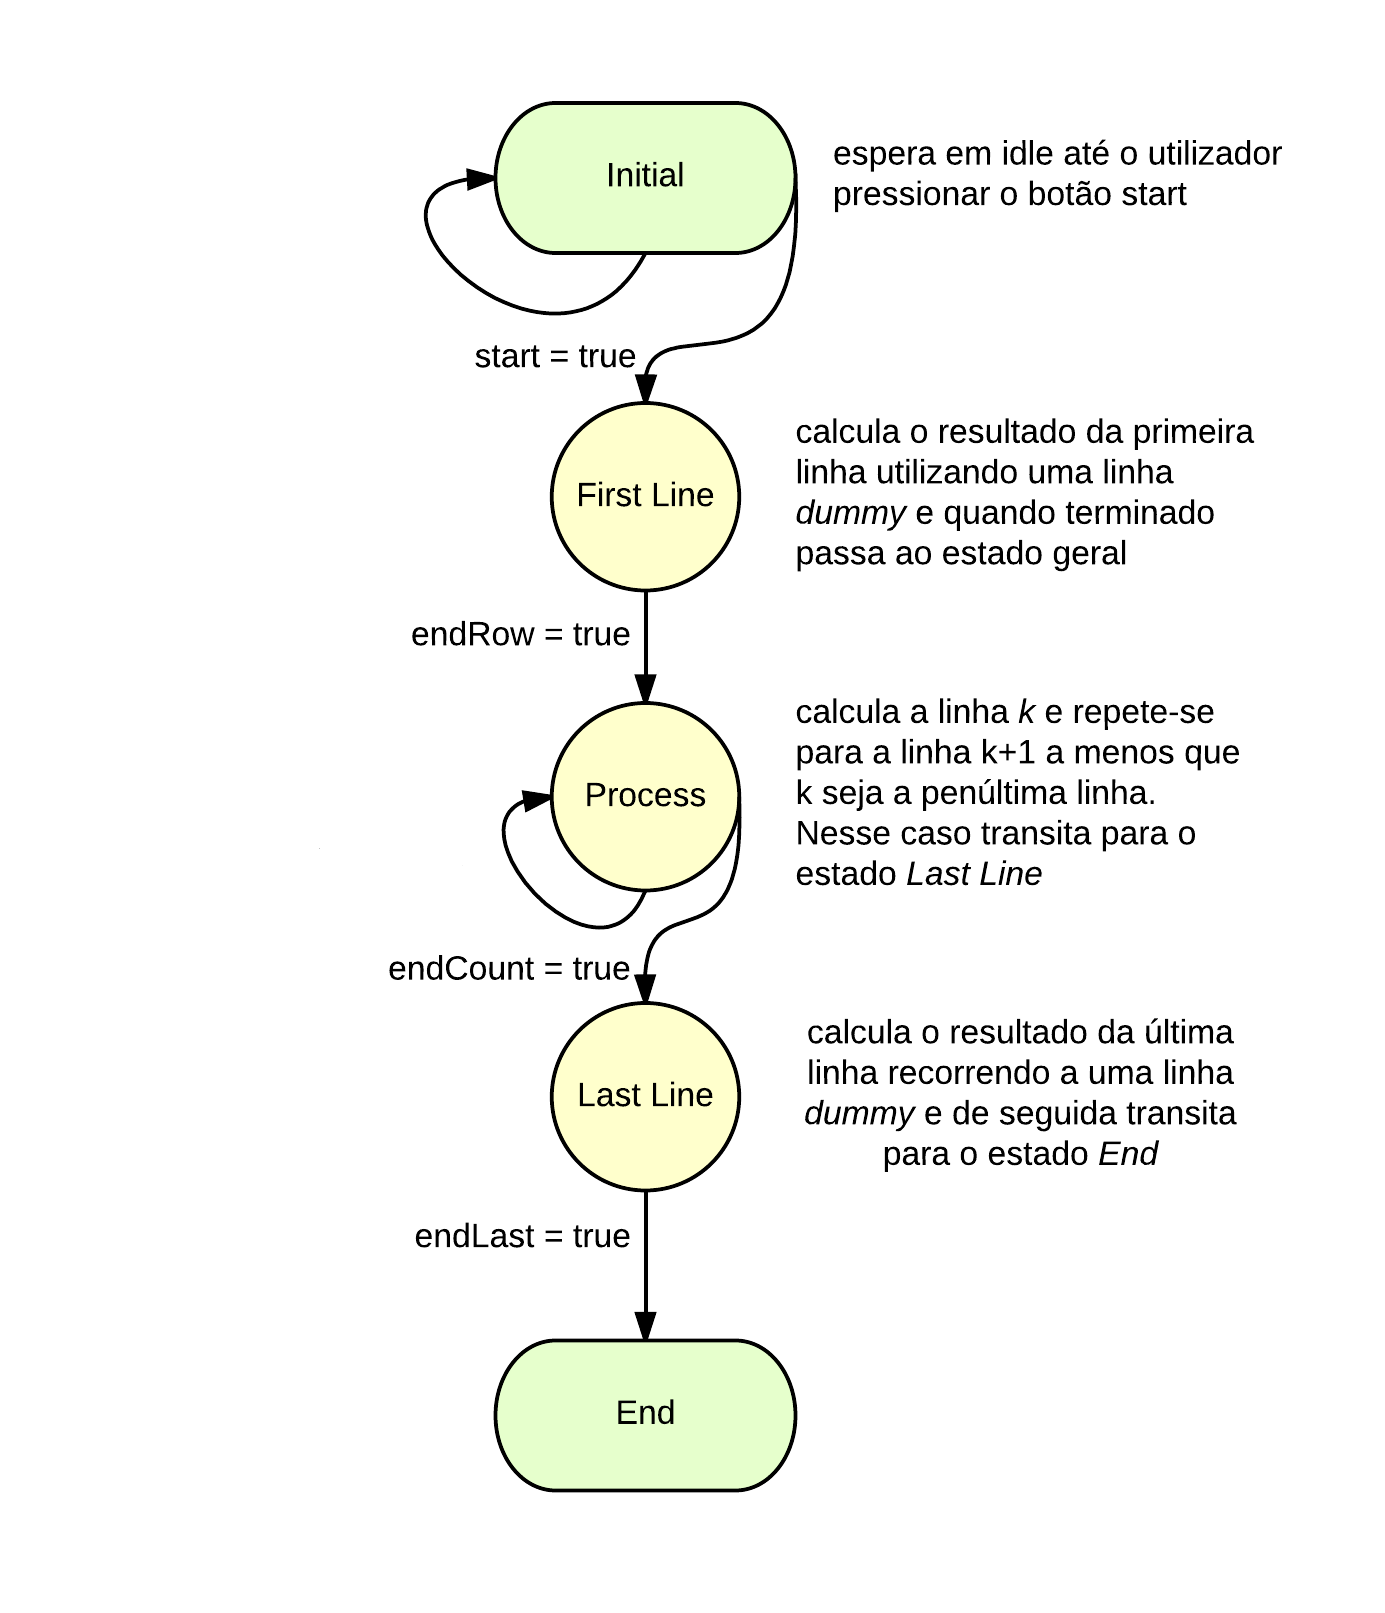 Initial
espera em idle até o utilizador
pressionar o botão start
start = true
First Line
calcula o resultado da primeira
linha utilizando uma linha
dummy e quando terminado
passa ao estado geral
endRow = true
Process
calcula a linha k e repete-se
para a linha k+1 a menos que
k seja a penúltima linha.
Nesse caso transita para o
estado Last Line
endCount = true
Last Line
calcula o resultado da última
linha recorrendo a uma linha
dummy e de seguida transita
para o estado End
endLast = true
End